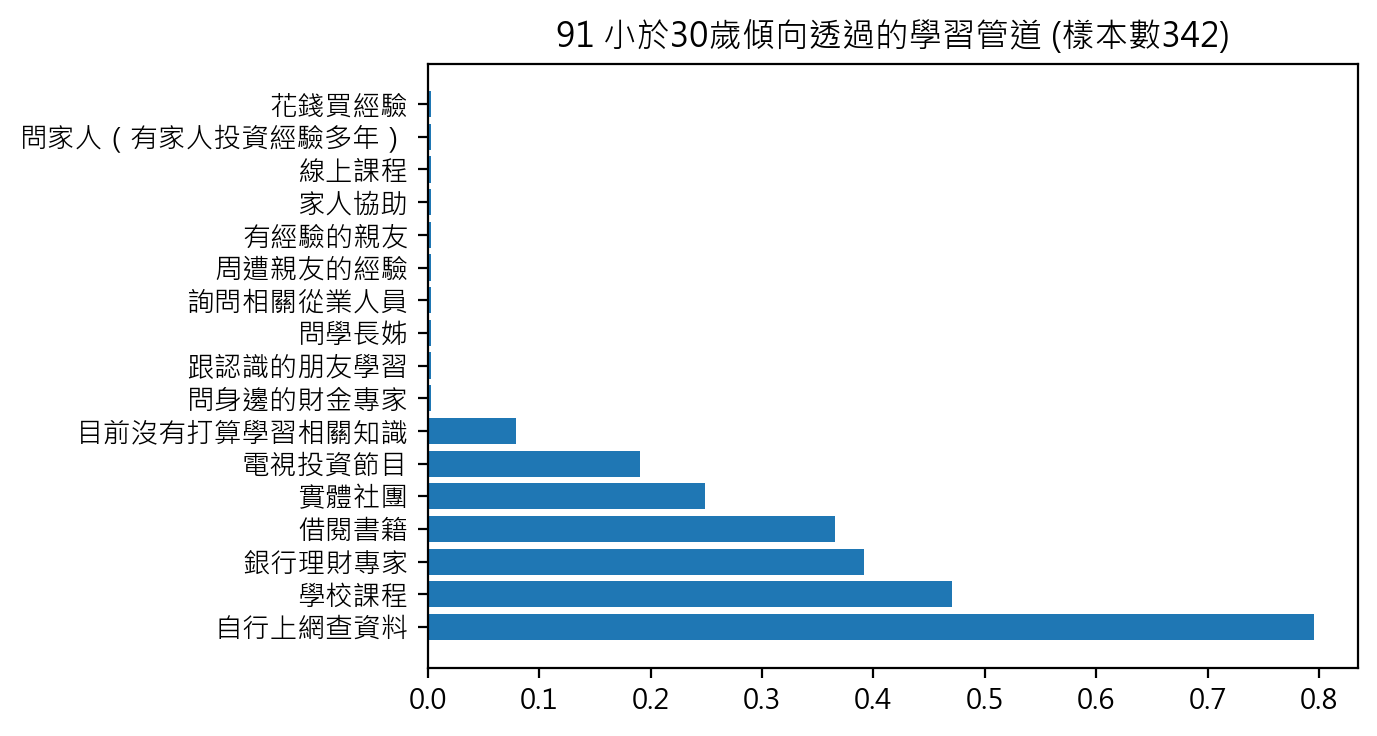 91 小於30歲傾向透過的學習管道 (樣本數342)
花錢買經驗
問家人（有家人投資經驗多年）
線上課程
家人協助
有經驗的親友
周遭親友的經驗
詢問相關從業人員
問學長姊
跟認識的朋友學習
問身邊的財金專家
目前沒有打算學習相關知識
電視投資節目
實體社團
借閱書籍
銀行理財專家
學校課程
自行上網查資料
0.0 0.1 0.2 0.3 0.4 0.5 0.6 0.7 0.8